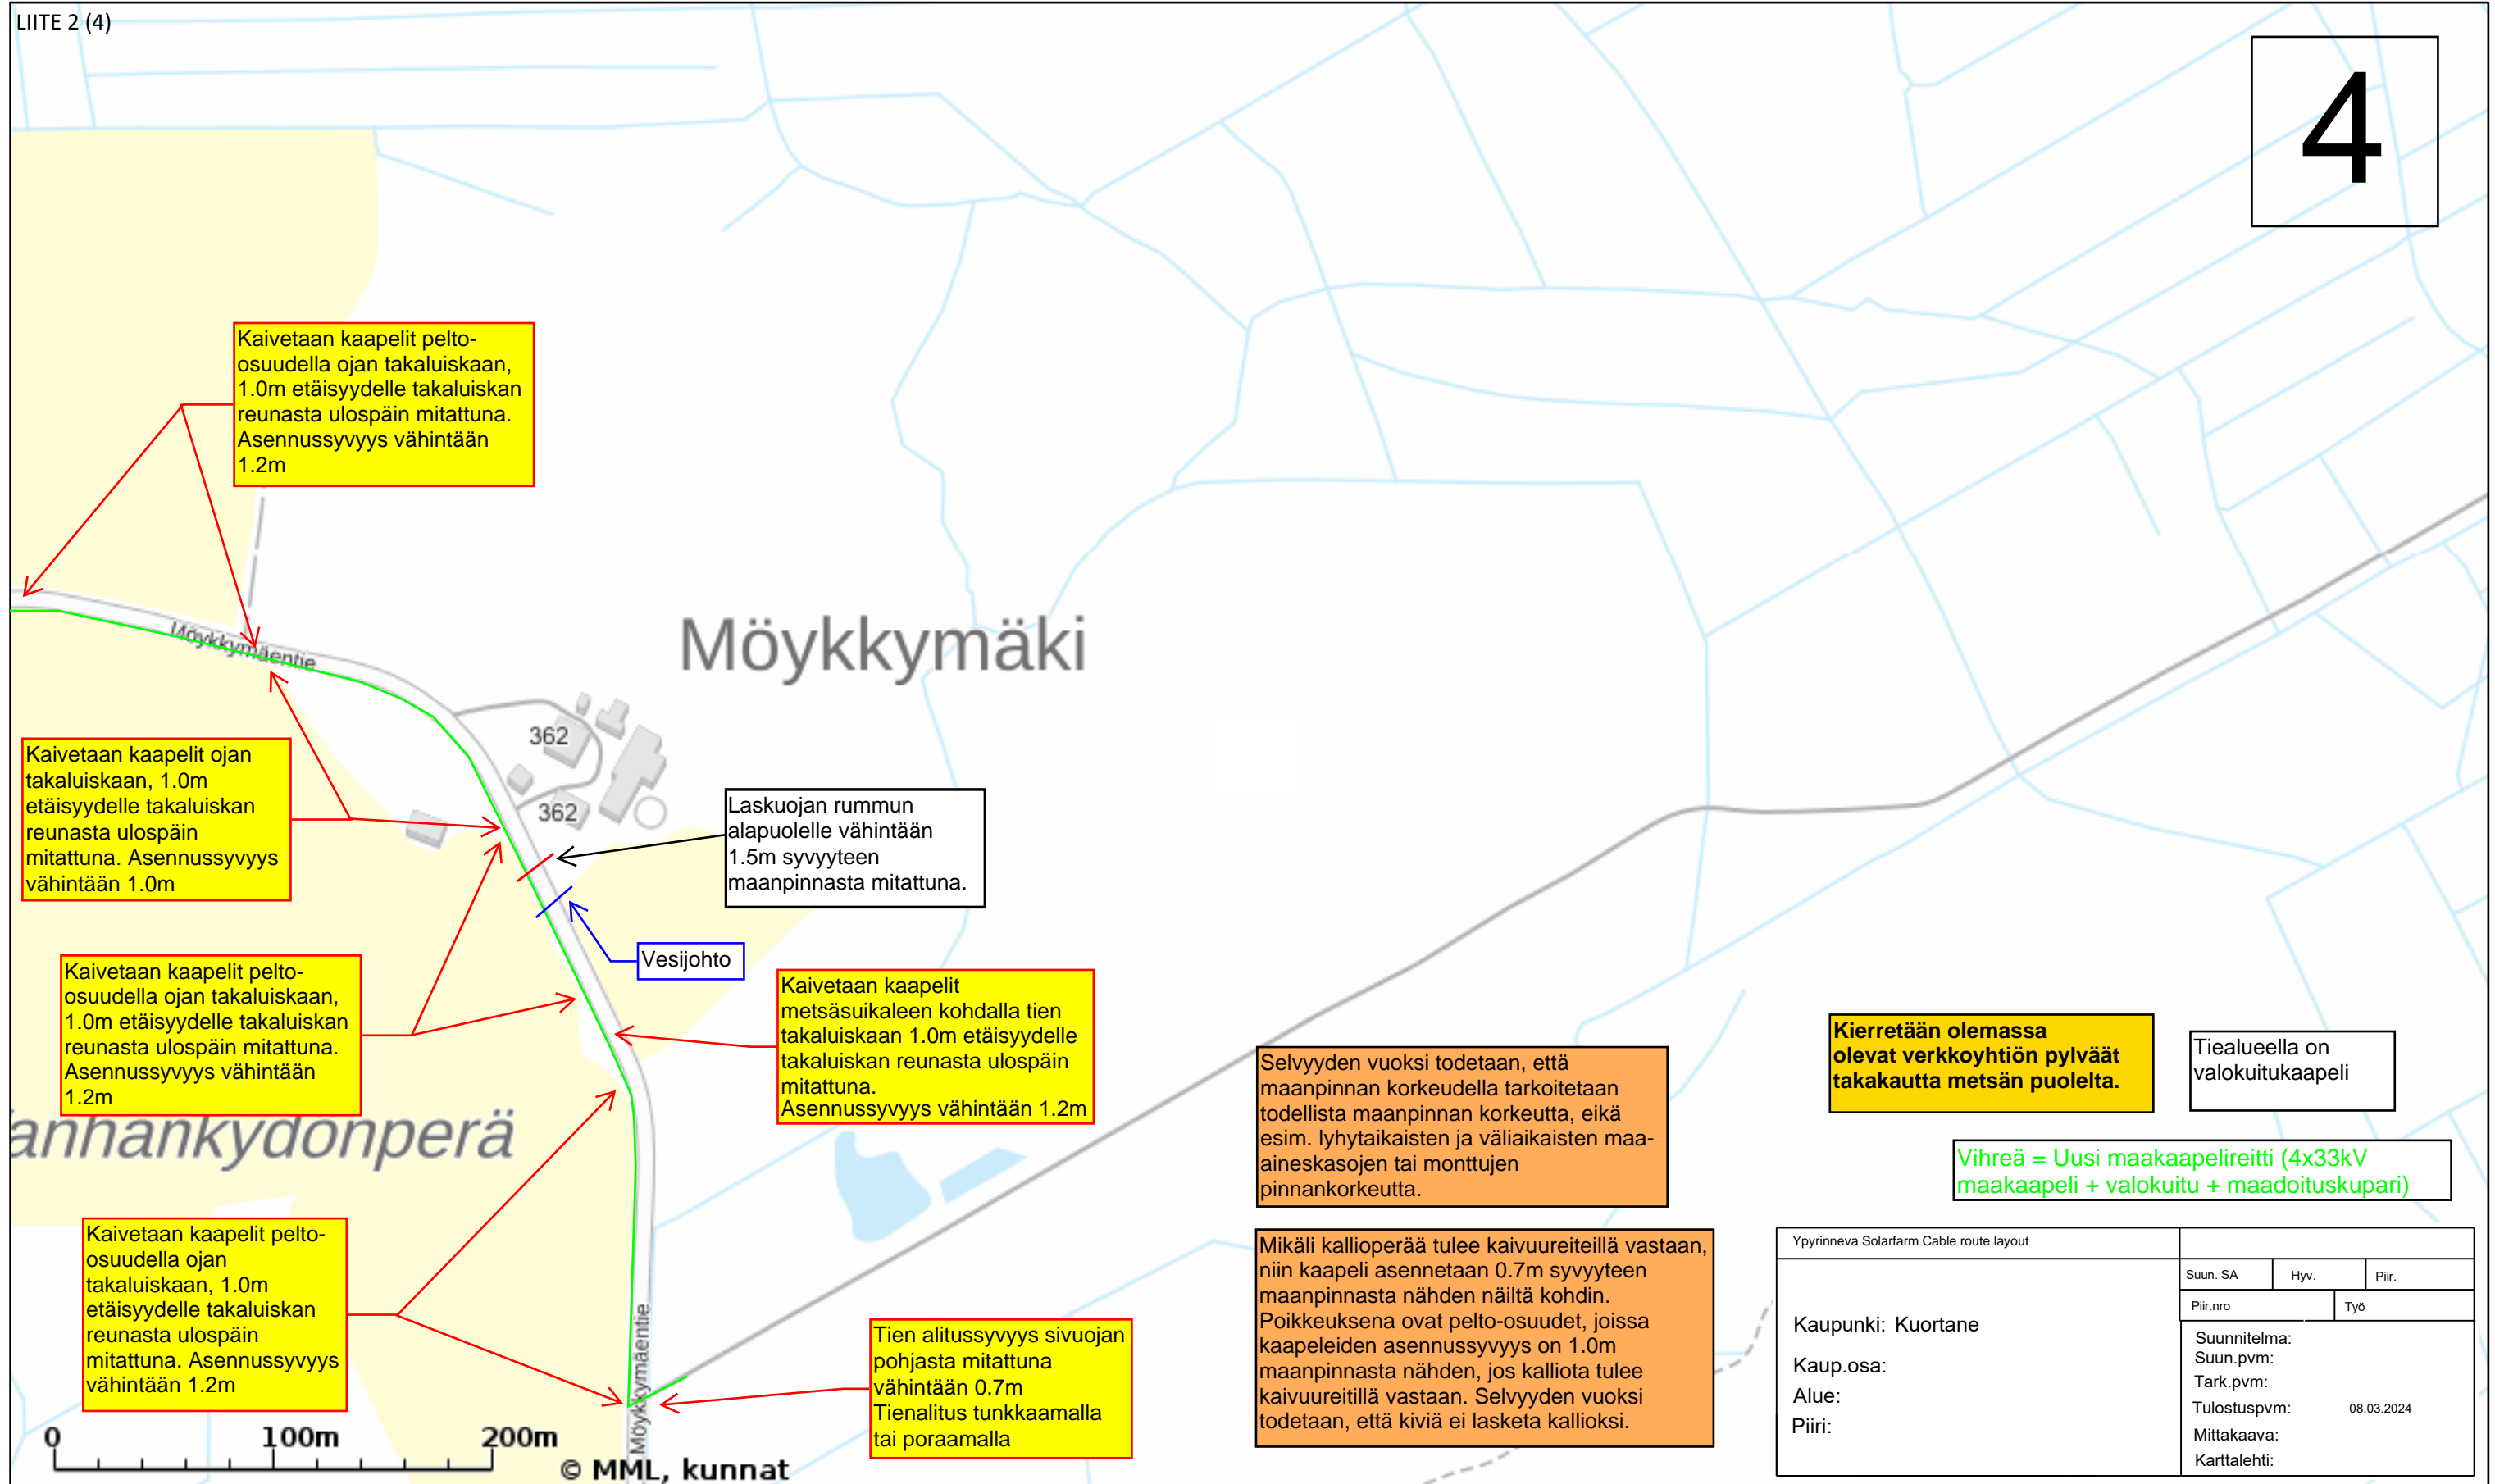 LIITE 2 (4)
4
Kaivetaan kaapelit pelto-
osuudella ojan takaluiskaan,
1.0m etäisyydelle takaluiskan
reunasta ulospäin mitattuna.
Asennussyvyys vähintään
1.2m
Möykkymäentie
Möykkymäki
362
362
Kaivetaan kaapelit ojan
takaluiskaan, 1.0m
etäisyydelle takaluiskan
reunasta ulospäin
mitattuna. Asennussyvyys
vähintään 1.0m
Laskuojan rummun
alapuolelle vähintään
1.5m syvyyteen
maanpinnasta mitattuna.
Vesijohto
Kaivetaan kaapelit pelto-
osuudella ojan takaluiskaan,
1.0m etäisyydelle takaluiskan
reunasta ulospäin mitattuna.
Asennussyvyys vähintään
1.2m
Kaivetaan kaapelit
metsäsuikaleen kohdalla tien
takaluiskaan 1.0m etäisyydelle
takaluiskan reunasta ulospäin
mitattuna.
Asennussyvyys vähintään 1.2m
anhankydonperä
Kaivetaan kaapelit pelto-
osuudella ojan
takaluiskaan, 1.0m
etäisyydelle takaluiskan
reunasta ulospäin
mitattuna. Asennussyvyys
vähintään 1.2m
Möykkymäentie
Tien alitussyvyys sivuojan
pohjasta mitattuna
vähintään 0.7m
Tienalitus tunkkaamalla
tai poraamalla
0 100m 200m
© MML, kunnat
Selvyyden vuoksi todetaan, että
maanpinnan korkeudella tarkoitetaan
todellista maanpinnan korkeutta, eikä
esim. lyhytaikaisten ja väliaikaisten maa-
aineskasojen tai monttujen
pinnankorkeutta.
Mikäli kallioperää tulee kaivuureiteillä vastaan,
niin kaapeli asennetaan 0.7m syvyyteen
maanpinnasta nähden näiltä kohdin.
Poikkeuksena ovat pelto-osuudet, joissa
kaapeleiden asennussyvyys on 1.0m
maanpinnasta nähden, jos kalliota tulee
kaivuureitillä vastaan. Selvyyden vuoksi
todetaan, että kiviä ei lasketa kallioksi.
Kierretään olemassa
olevat verkkoyhtiön pylväät
takakautta metsän puolelta.
Tiealueella on
valokuitukaapeli
Vihreä = Uusi maakaapelireitti (4x33kV
maakaapeli + valokuitu + maadoituskupari)
Ypyrinneva Solarfarm Cable route layout
Suun. SA Hyv. Piir.
Piir.nro Työ
Kaupunki: Kuortane
Kaup.osa:
Alue:
Piiri:
Suunnitelma:
Suun.pvm:
Tark.pvm:
Tulostuspvm: 08.03.2024
Mittakaava:
Karttalehti: